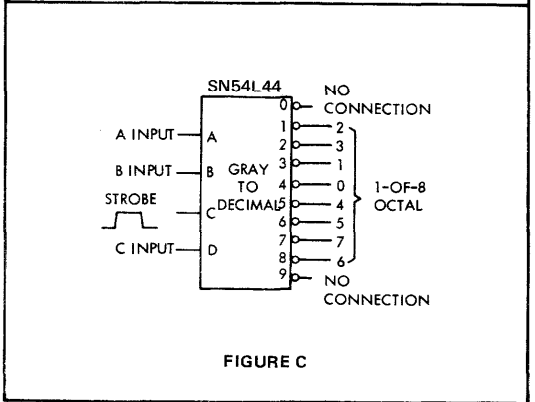 SN54L44
NO
CONNECTION
0
1 2
2 3
3 1
4 0
5 4
6 5
7 7
8 6
9
A INPUT A
B INPUT B
STROBE
C
C INPUT D
GRAY
TO
DECIMAL
1-OF-8
OCTAL
NO
CONNECTION
FIGURE C